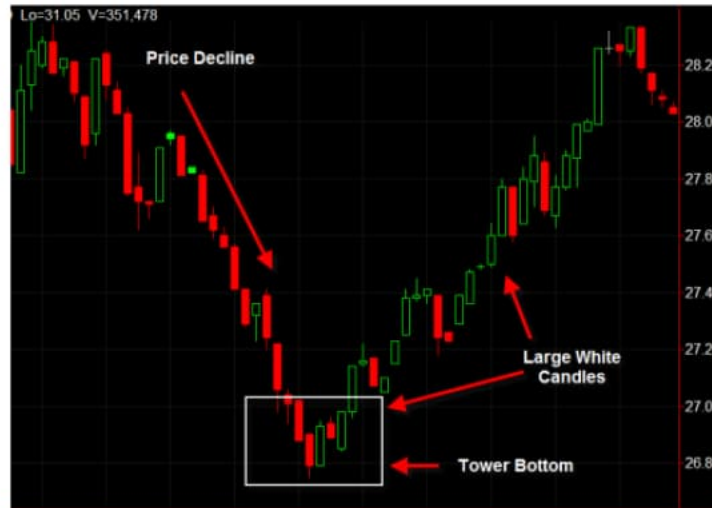 Lo=31.05 V=351,478
Price Decline
28.2
28.0
27.8
27.6
27.4
27.2
Large White
Candles
27.0
Tower Bottom
26.8